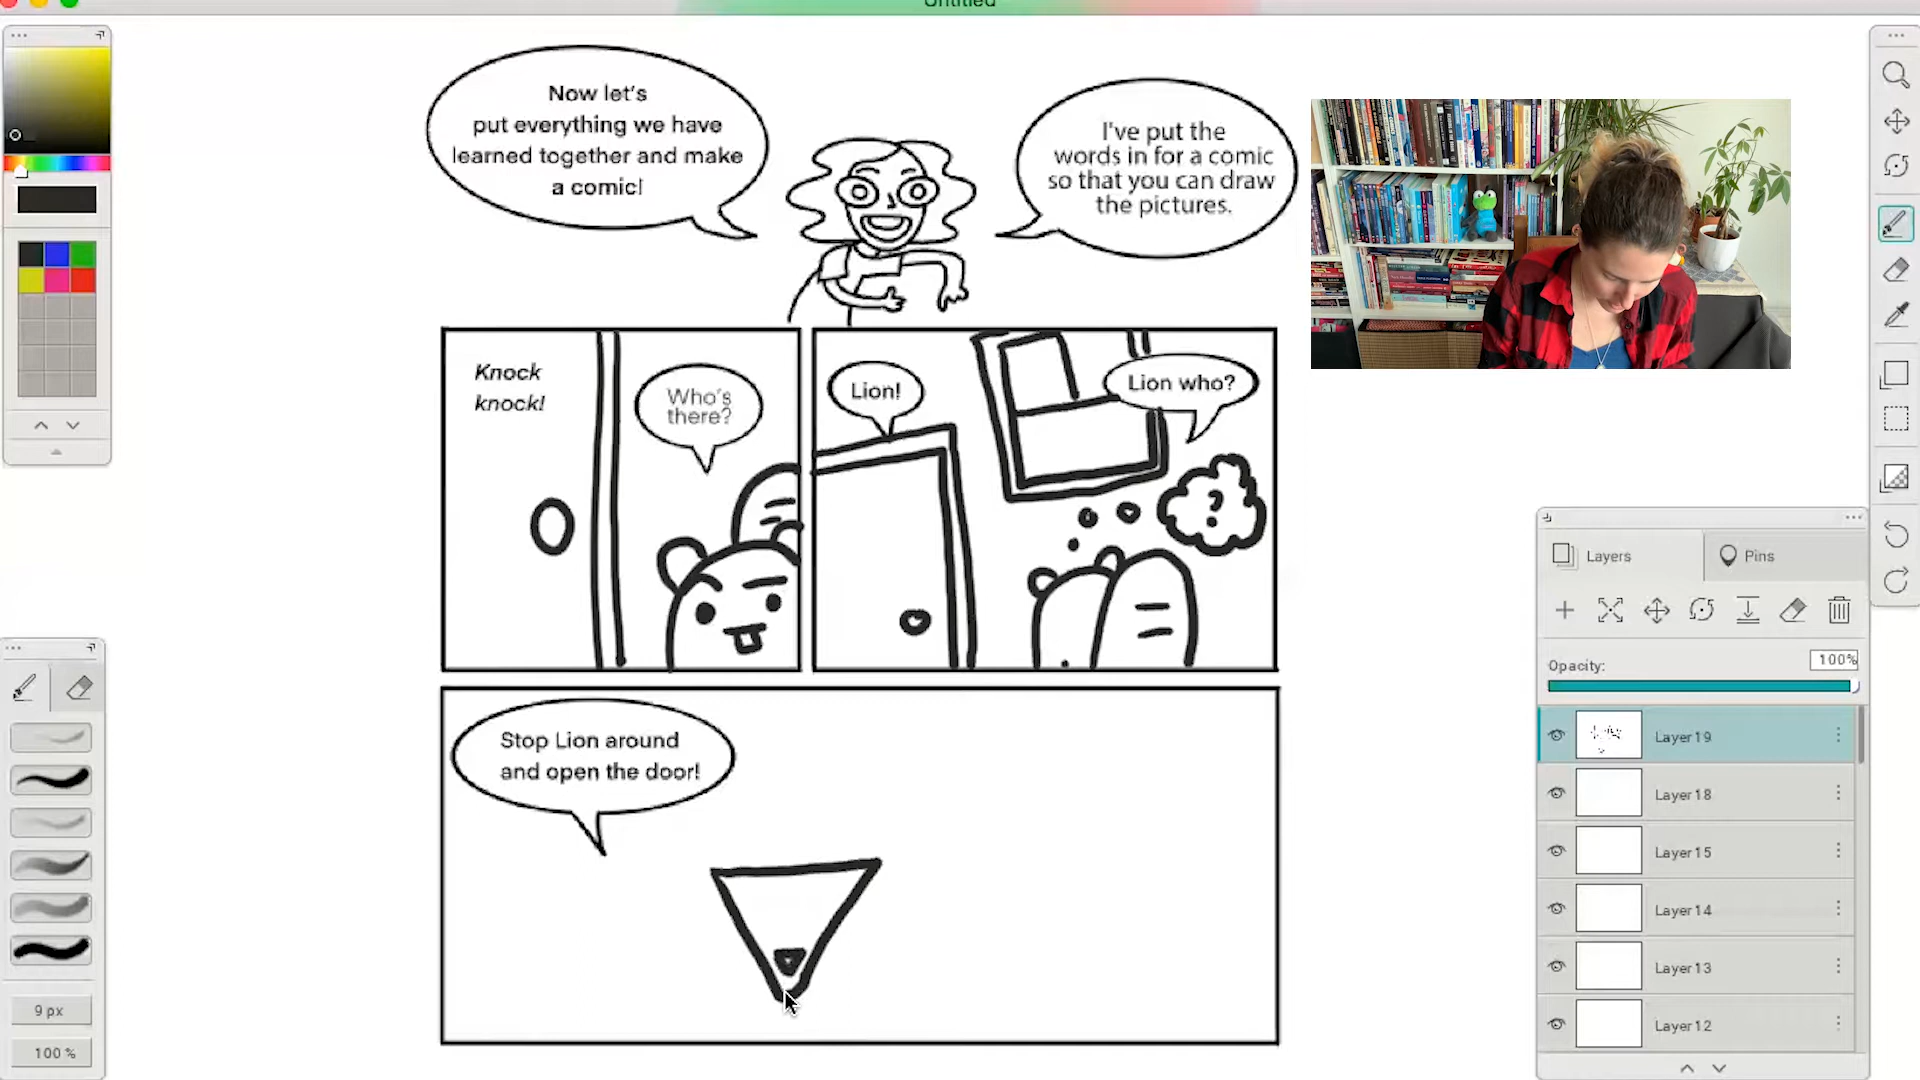 Untitled
Now let's
put everything we have
learned together and make
a comic!
I've put the
words in for a comic
so that you can draw
the pictures.
Knock
knock!
Who's
there?
Lion!
Lion who?
?
Stop Lion around
and open the door!
9 px
100 %
Layers
Pins
Opacity:
100%
Layer 19
Layer 18
Layer 15
Layer 14
Layer 13
Layer 12